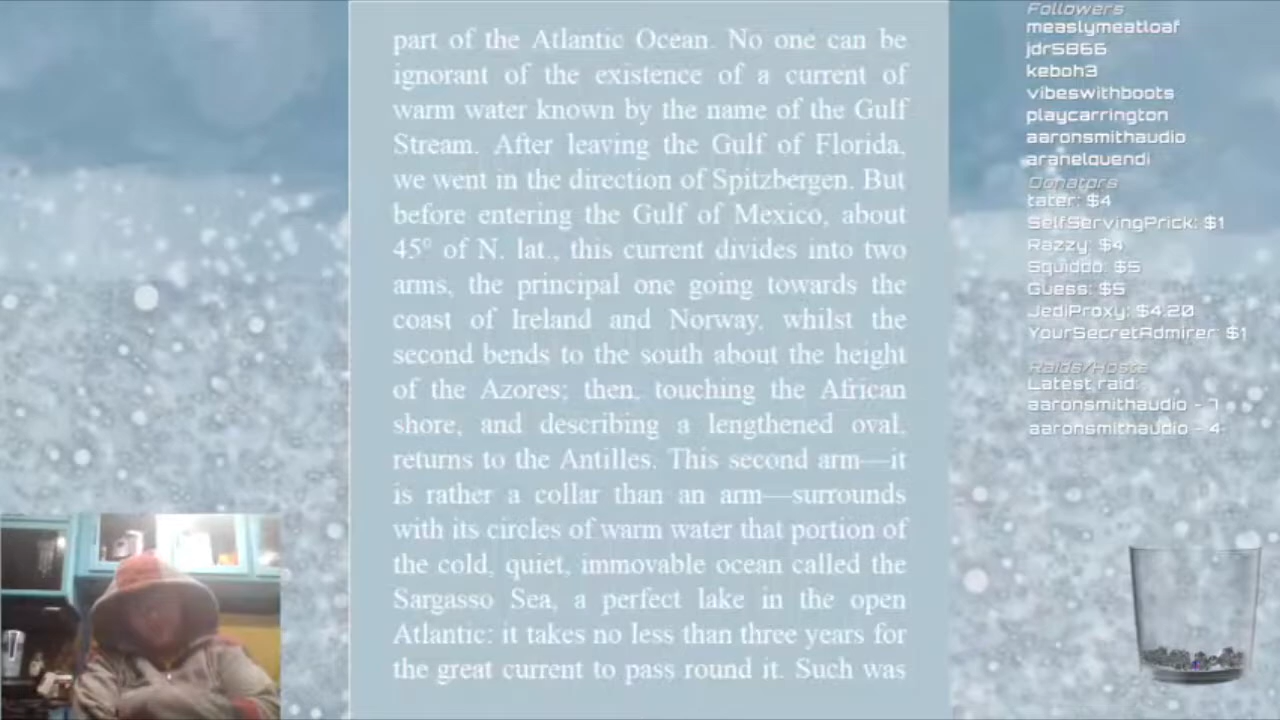 part of the Atlantic Ocean. No one can be
ignorant of the existence of a current of
warm water known by the name of the Gulf
Stream. After leaving the Gulf of Florida,
we went in the direction of Spitzbergen. But
before entering the Gulf of Mexico, about
45° of N. lat., this current divides into two
arms, the principal one going towards the
coast of Ireland and Norway, whilst the
second bends to the south about the height
of the Azores; then, touching the African
shore, and describing a lengthened oval,
returns to the Antilles. This second arm—it
is rather a collar than an arm—surrounds
with its circles of warm water that portion of
the cold, quiet, immovable ocean called the
Sargasso Sea, a perfect lake in the open
Atlantic: it takes no less than three years for
the great current to pass round it. Such was
Followers
measlymeatloaf
jdr5866
keboh3
vibeswithboots
playcarrington
aaronsmithaudio
aranelquendi
Donators
tater: $4
SelfServingPrick: $1
Razzy: $4
Squiddo: $5
Guess: $5
JediProxy: $4.20
YourSecretAdmirer: $1
Raids/Hosts
Latest raid:
aaronsmithaudio - 7
aaronsmithaudio - 4